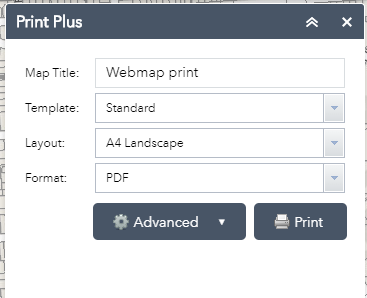 Print Plus
Map Title: Webmap print
Template: Standard
Layout: A4 Landscape
Format: PDF
Advanced Print